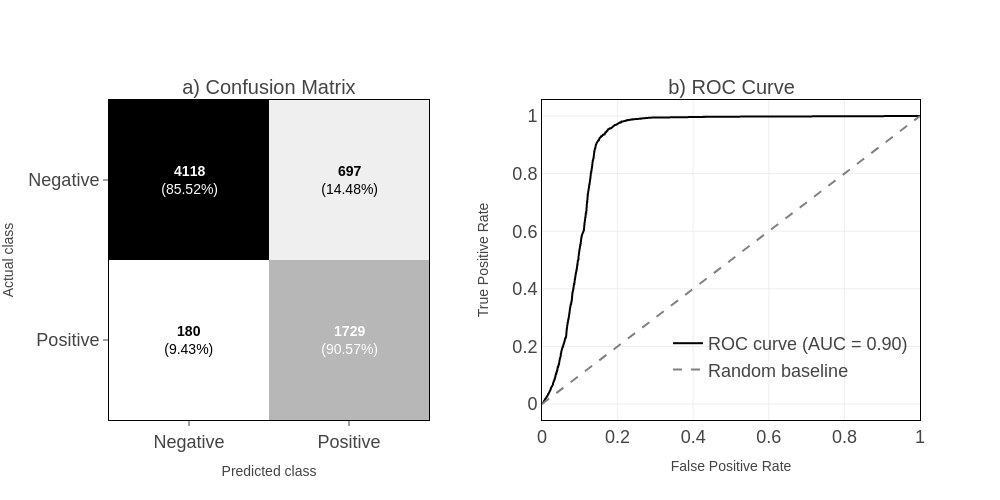 a) Confusion Matrix
Actual class
Negative
4118
(85.52%)
697
(14.48%)
Positive
180
(9.43%)
1729
(90.57%)
Negative
Positive
Predicted class
b) ROC Curve
True Positive Rate
1
0.8
0.6
0.4
0.2
0
ROC curve (AUC = 0.90)
Random baseline
0
0.2
0.4
0.6
0.8
1
False Positive Rate